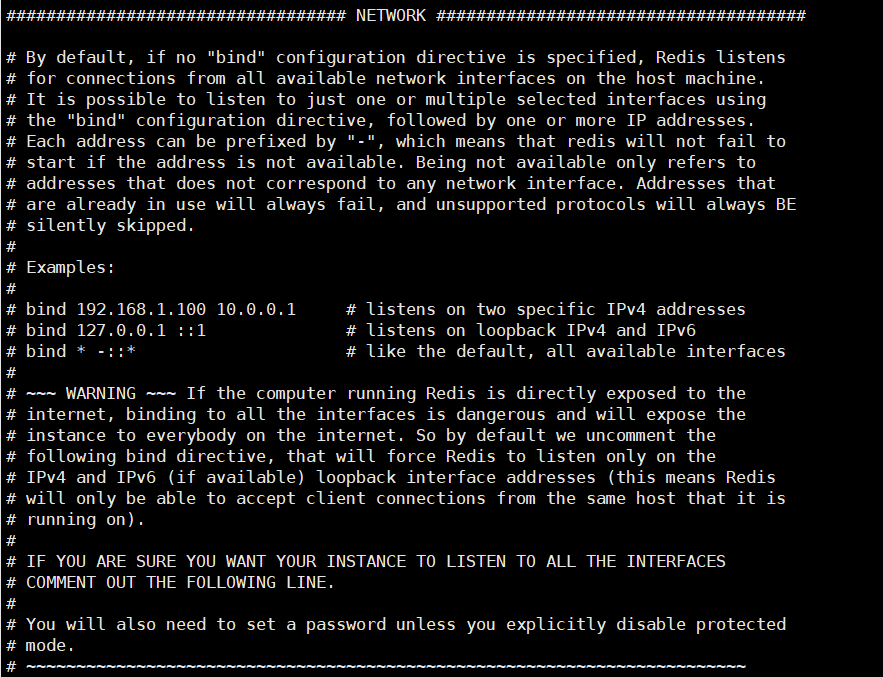 ################################## NETWORK #####################################
# By default, if no "bind" configuration directive is specified, Redis listens
# for connections from all available network interfaces on the host machine.
# It is possible to listen to just one or multiple selected interfaces using
# the "bind" configuration directive, followed by one or more IP addresses.
# Each address can be prefixed by "-", which means that redis will not fail to
# start if the address is not available. Being not available only refers to
# addresses that does not correspond to any network interface. Addresses that
# are already in use will always fail, and unsupported protocols will always BE
# silently skipped.
#
# Examples:
#
# bind 192.168.1.100 10.0.0.1     # listens on two specific IPv4 addresses
# bind 127.0.0.1 ::1              # listens on loopback IPv4 and IPv6
# bind * -::*                     # like the default, all available interfaces
#
# ~~~ WARNING ~~~ If the computer running Redis is directly exposed to the
# internet, binding to all the interfaces is dangerous and will expose the
# instance to everybody on the internet. So by default we uncomment the
# following bind directive, that will force Redis to listen only on the
# IPv4 and IPv6 (if available) loopback interface addresses (this means Redis
# will only be able to accept client connections from the same host that it is
# running on).
#
# IF YOU ARE SURE YOU WANT YOUR INSTANCE TO LISTEN TO ALL THE INTERFACES
# COMMENT OUT THE FOLLOWING LINE.
#
# You will also need to set a password unless you explicitly disable protected
# mode.
# ~~~~~~~~~~~~~~~~~~~~~~~~~~~~~~~~~~~~~~~~~~~~~~~~~~~~~~~~~~~~~~~~~~~~~~~~